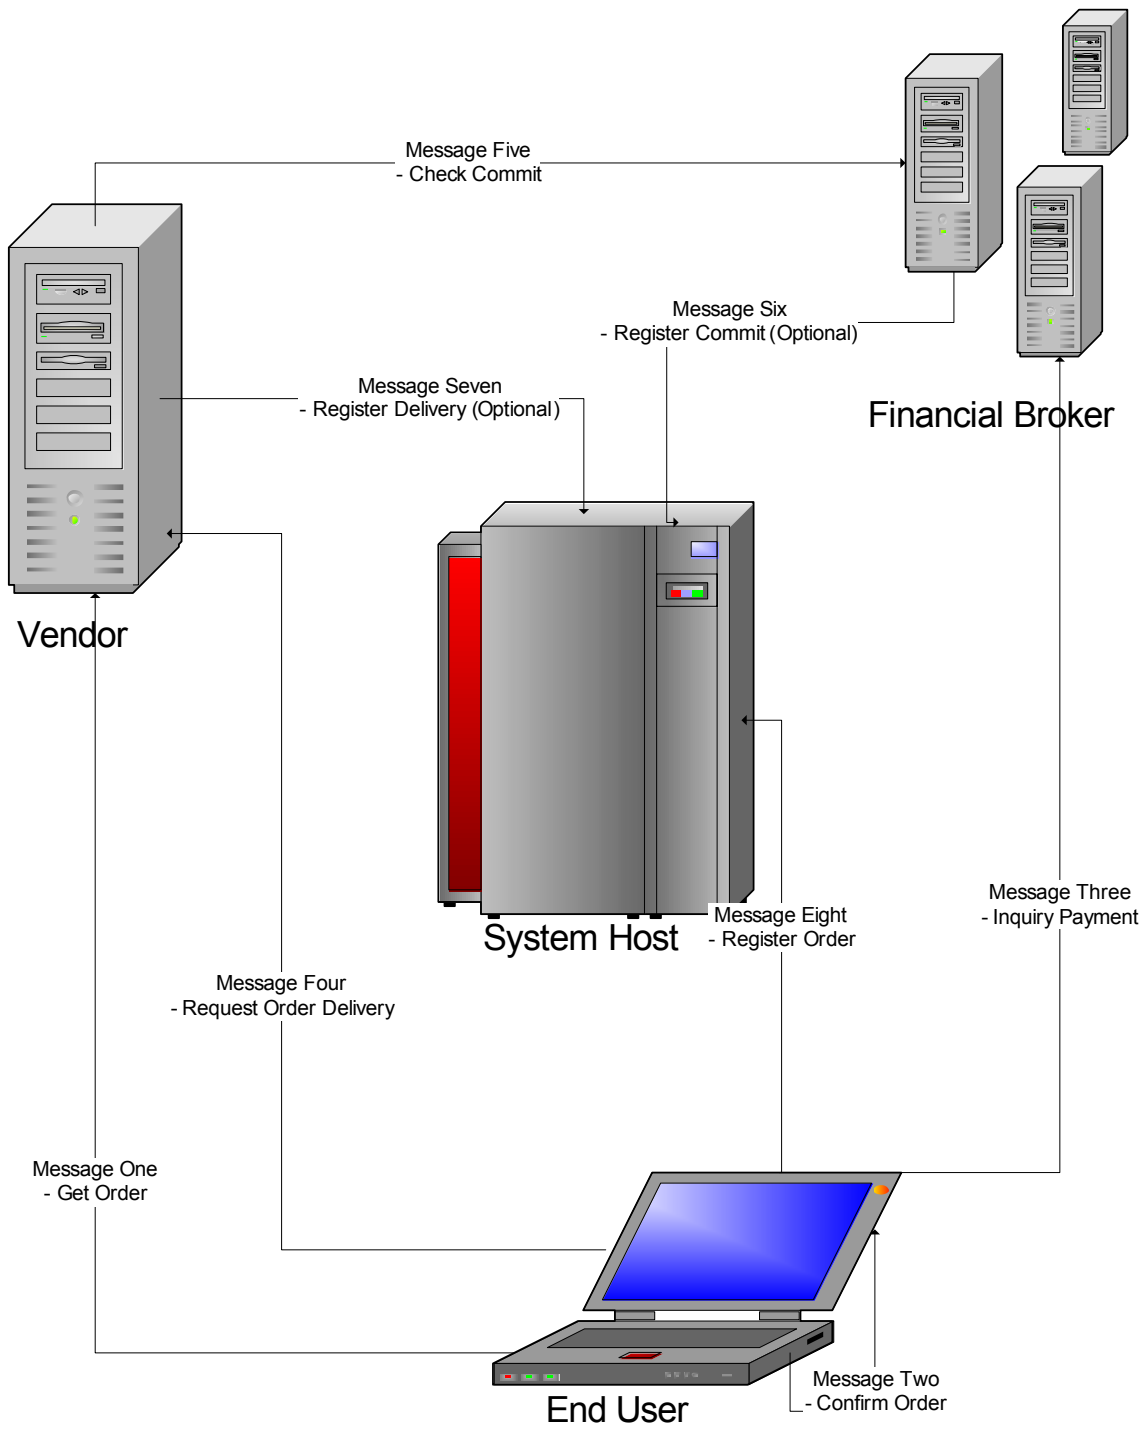 Message Five
- Check Commit
Message Six
- Register Commit (Optional)
Message Seven
- Register Delivery (Optional)
Financial Broker
Vendor
Message Three
- Inquiry Payment
Message Eight
- Register Order
System Host
Message Four
- Request Order Delivery
Message One
- Get Order
Message Two
- Confirm Order
End User